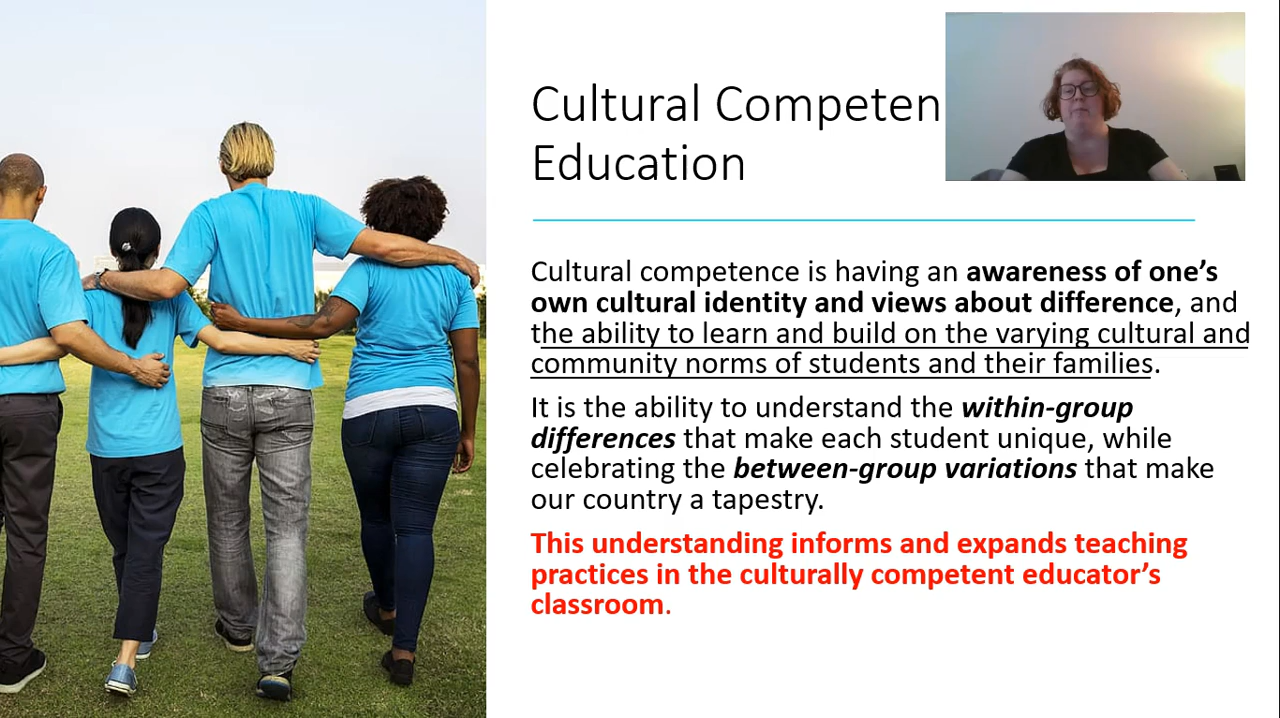 Cultural Competen
Education
Cultural competence is having an awareness of one’s
own cultural identity and views about difference, and
the ability to learn and build on the varying cultural and
community norms of students and their families.
It is the ability to understand the within-group
differences that make each student unique, while
celebrating the between-group variations that make
our country a tapestry.
This understanding informs and expands teaching
practices in the culturally competent educator’s
classroom.